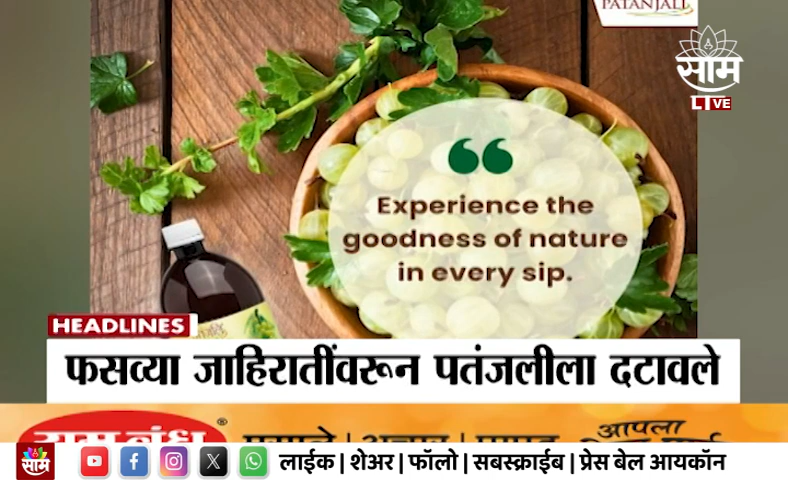 PATANJALI
साम
LIVE
Experience the
goodness of nature
in every sip.
HEADLINES
फसव्या जाहिरातींवरून पतंजलीला दटावले
आपला
साम
लाईक | शेअर | फॉलो | सबस्क्राईब | प्रेस बेल आयकॉन